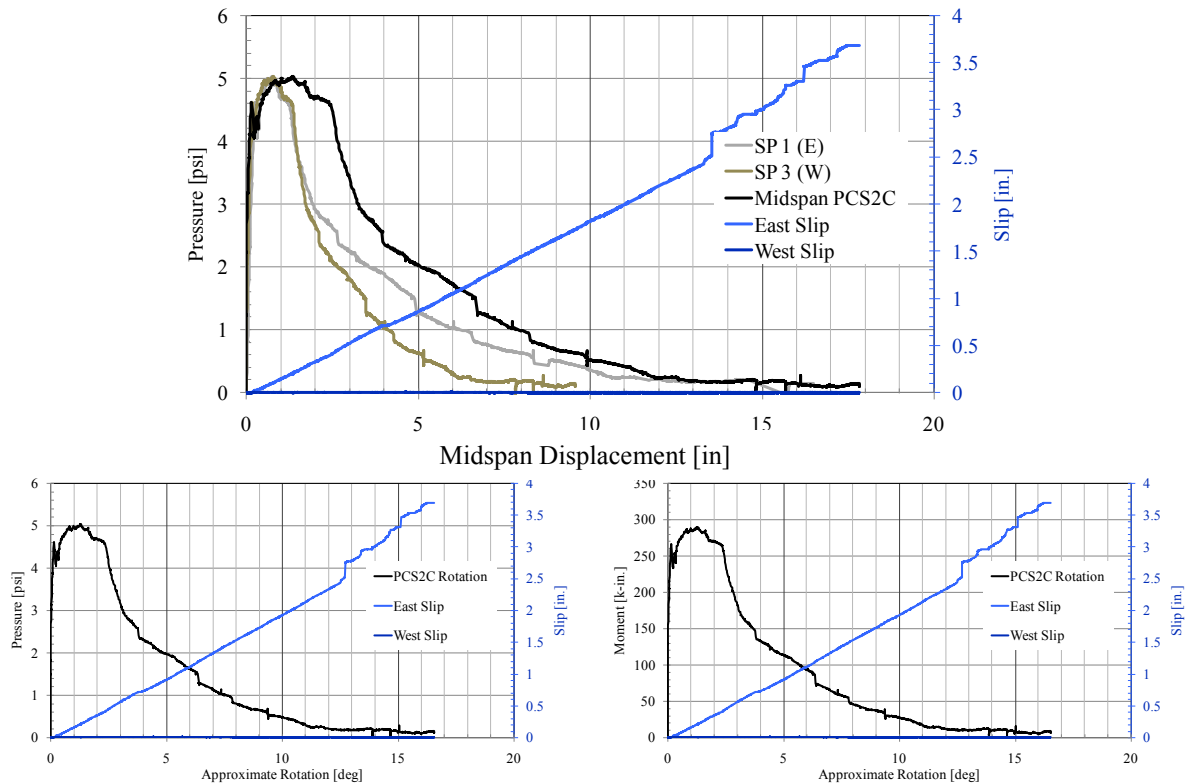 Pressure [psi]
6
5
4
3
2
1
0
4
3.5
3
2.5
2
1.5
1
0.5
0
Slip [in.]
SP 1 (E)
SP 3 (W)
Midspan PCS2C
East Slip
West Slip
0 5 10 15 20
Midspan Displacement [in]
Pressure [psi]
6
5
4
3
2
1
0
4
3.5
3
2.5
2
1.5
1
0.5
0
Slip [in.]
PCS2C Rotation
East Slip
West Slip
0 5 10 15 20
Approximate Rotation [deg]
Moment [k-in.]
350
300
250
200
150
100
50
0
4
3.5
3
2.5
2
1.5
1
0.5
0
Slip [in.]
PCS2C Rotation
East Slip
West Slip
0 5 10 15 20
Approximate Rotation [deg]